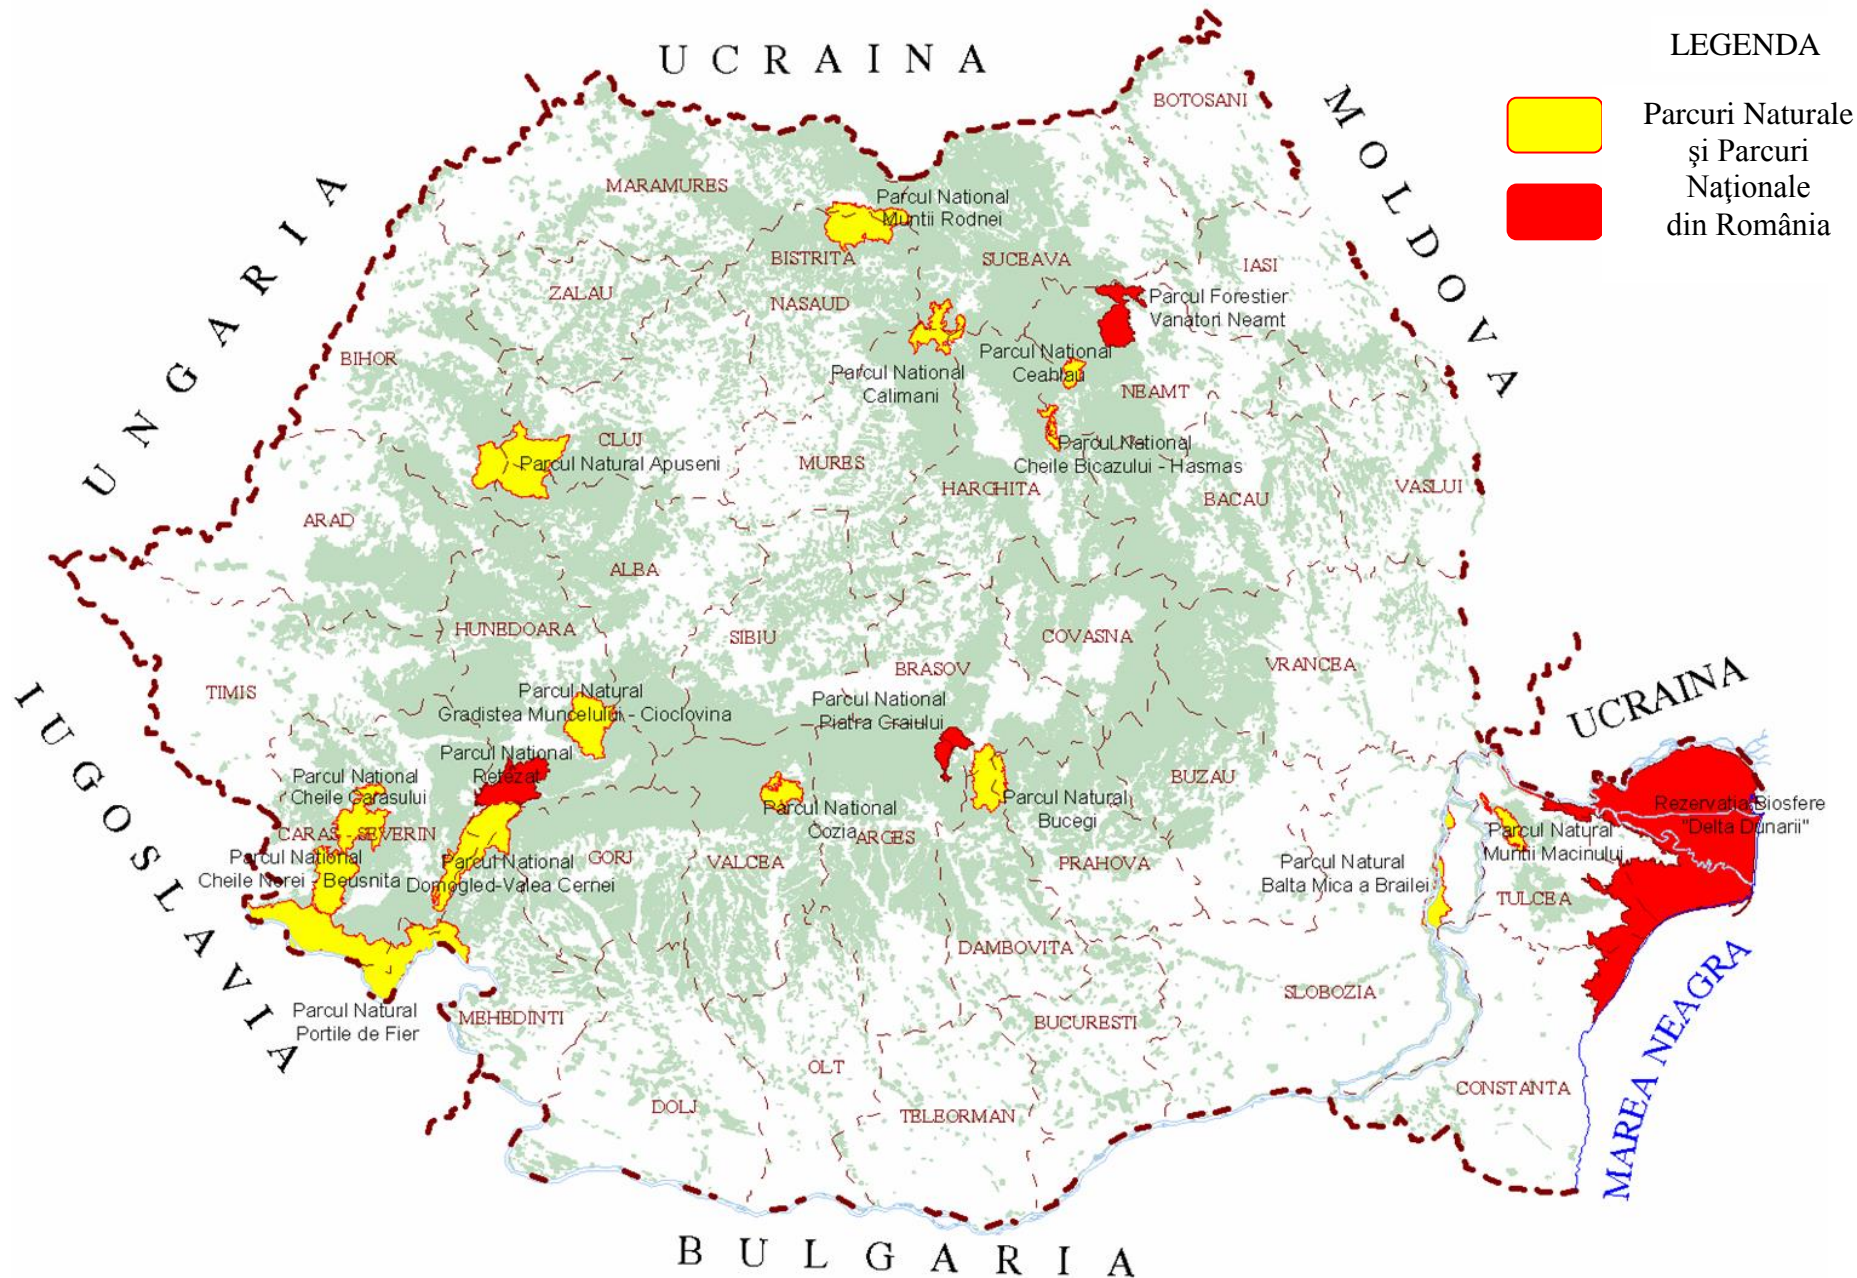 UCRAINA
LEGENDA
Parcuri Naturale
şi Parcuri
Naţionale
din România
MOLDOVA
BOTOSANI
UNGARIA
MARAMURES
Parcul National
Muntii Rodnei
BISTRITA
SUCEAVA
IASI
ZALAU
NASAUD
Parcul Forestier
Vanatori Neamt
BIHOR
Parcul National
Ceahlau
Parcul National
Calimani
NEAMT
CLUJ
Parcul Natural Apuseni
MURES
Parcul National
Cheile Bicazului - Hasmas
HARGHITA
BACAU
VASLUI
ARAD
ALBA
HUNEDOARA
SIBIU
COVASNA
BRASOV
VRANCEA
UCRAINA
TIMIS
Parcul Natural
Gradistea Muncelului - Cioclovina
Parcul National
Piatra Craiului
IUGOSLAVIA
Parcul National
Retezat
Parcul National
Cheile Carasului
BUZAU
Parcul National
Cozia
Parcul Natural
Bucegi
Rezervatia Biosfere
"Delta Dunarii"
Parcul Natural
Muntii Macinului
CARAS - SEVERIN
ARGES
Parcul National
Cheile Nerei - Beusnita
Parcul National
Domogled-Valea Cernei
GORJ
VALCEA
PRAHOVA
Parcul Natural
Balta Mica a Brailei
TULCEA
DAMBOVITA
SLOBOZIA
MAREA NEAGRA
Parcul Natural
Portile de Fier
MEHEDINTI
BUCURESTI
OLT
CONSTANTA
DOLJ
TELEORMAN
BULGARIA